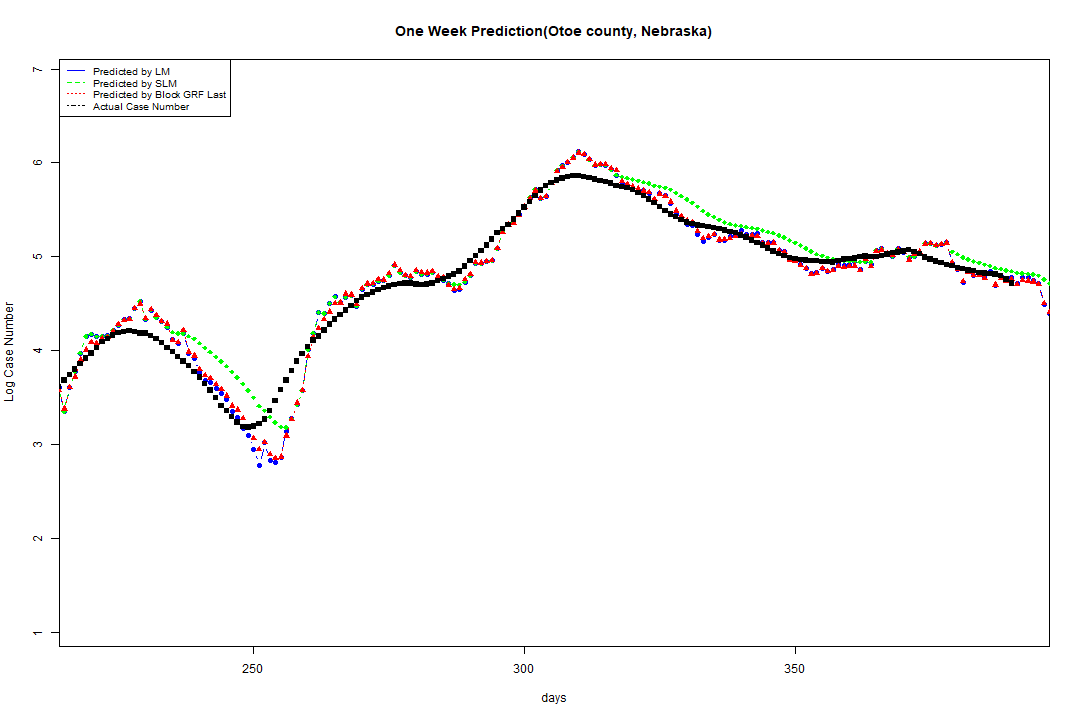 One Week Prediction(Otoe county, Nebraska)
Predicted by LM
Predicted by SLM
Predicted by Block GRF Last
Actual Case Number
7
6
5
4
3
2
1
Log Case Number
250 300 350
days